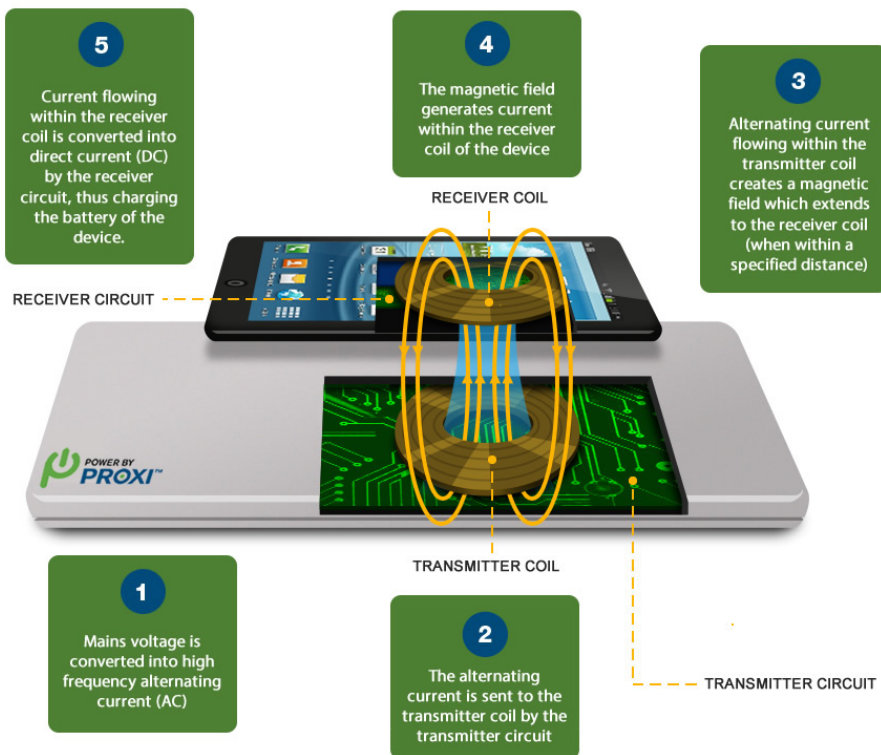 5
Current flowing
within the receiver
coil is converted into
direct current (DC)
by the receiver
circuit, thus charging
the battery of the
device.
4
The magnetic field
generates current
within the receiver
coil of the device
3
Alternating current
flowing within the
transmitter coil
creates a magnetic
field which extends
to the receiver coil
(when within a
specified distance)
RECEIVER COIL
RECEIVER CIRCUIT
POWER BY
PROXI™
TRANSMITTER COIL
1
Mains voltage is
converted into high
frequency alternating
current (AC)
2
The alternating
current is sent to the
transmitter coil by the
transmitter circuit
TRANSMITTER CIRCUIT